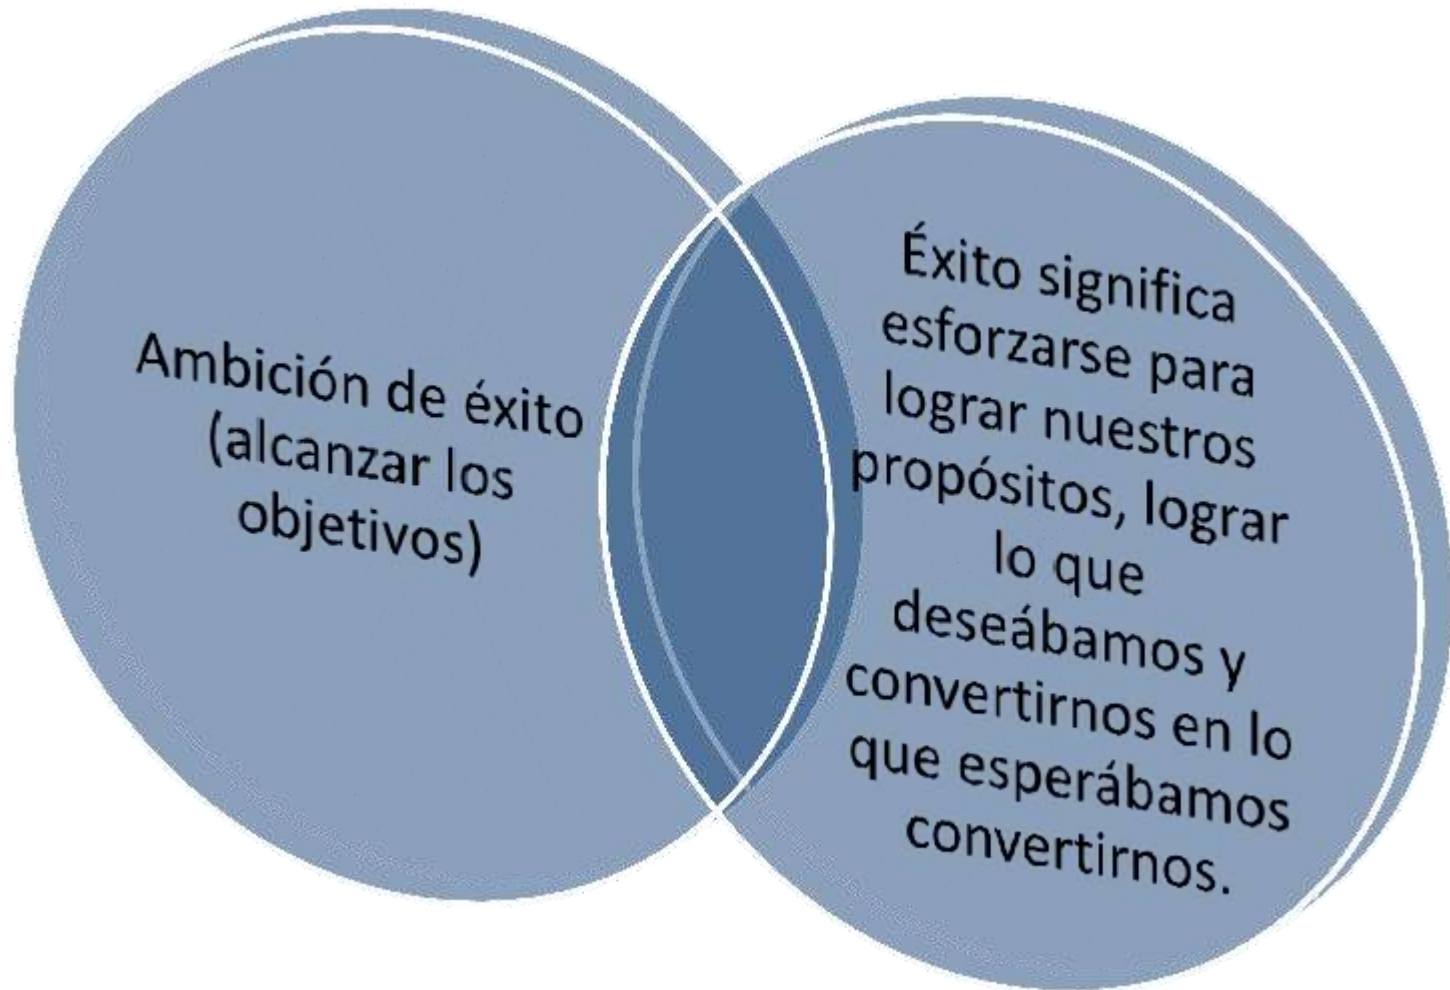 Ambición de éxito
(alcanzar los
objetivos)
Éxito significa
esforzarse para
lograr nuestros
propósitos, lograr
lo que
deseábamos y
convertirnos en lo
que esperábamos
convertirnos.